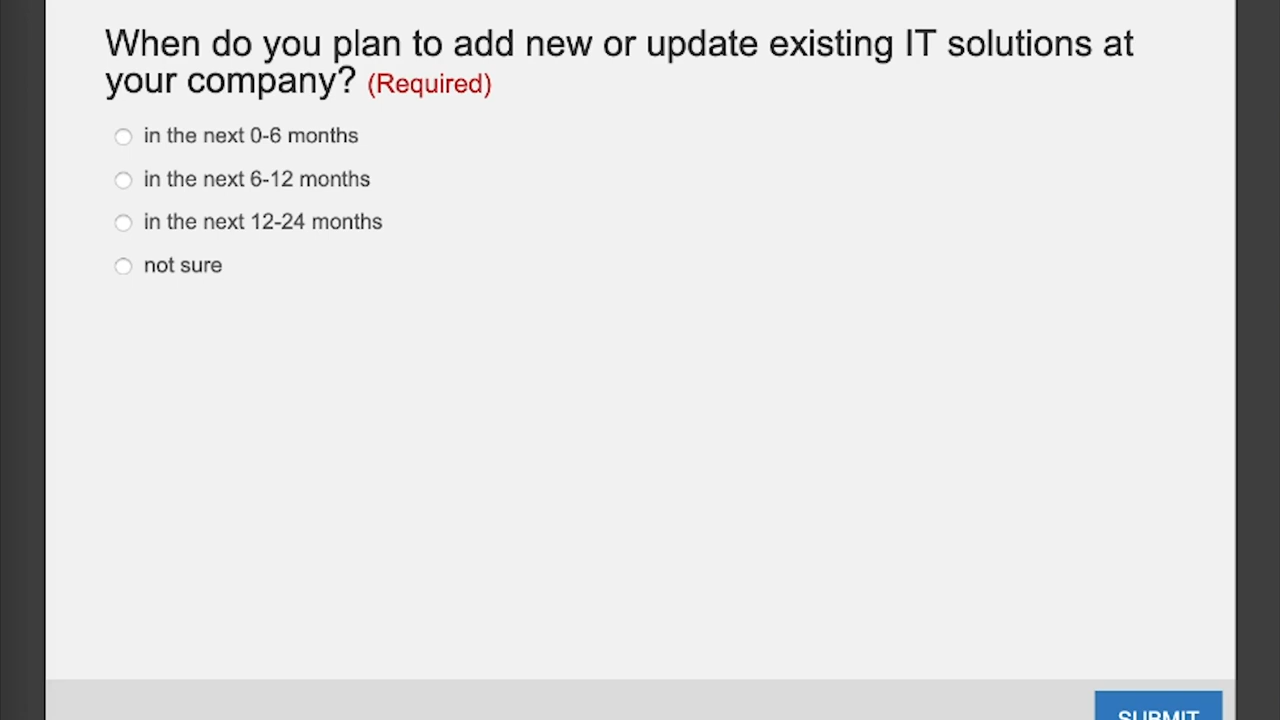 When do you plan to add new or update existing IT solutions at
your company? (Required)
in the next 0-6 months
in the next 6-12 months
in the next 12-24 months
not sure
SUBMIT